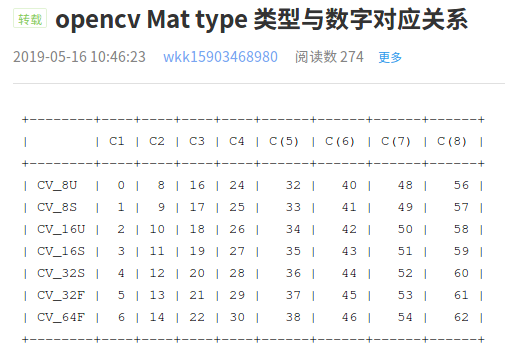 转载 opencv Mat type 类型与数字对应关系
2019-05-16 10:46:23 wkk15903468980 阅读数 274 更多
+--------+----+----+----+----+------+------+------+------+
|        | C1 | C2 | C3 | C4 | C(5) | C(6) | C(7) | C(8) |
+--------+----+----+----+----+------+------+------+------+
| CV_8U  |  0 |  8 | 16 | 24 |   32 |   40 |   48 |   56 |
| CV_8S  |  1 |  9 | 17 | 25 |   33 |   41 |   49 |   57 |
| CV_16U |  2 | 10 | 18 | 26 |   34 |   42 |   50 |   58 |
| CV_16S |  3 | 11 | 19 | 27 |   35 |   43 |   51 |   59 |
| CV_32S |  4 | 12 | 20 | 28 |   36 |   44 |   52 |   60 |
| CV_32F |  5 | 13 | 21 | 29 |   37 |   45 |   53 |   61 |
| CV_64F |  6 | 14 | 22 | 30 |   38 |   46 |   54 |   62 |
+--------+----+----+----+----+------+------+------+------+